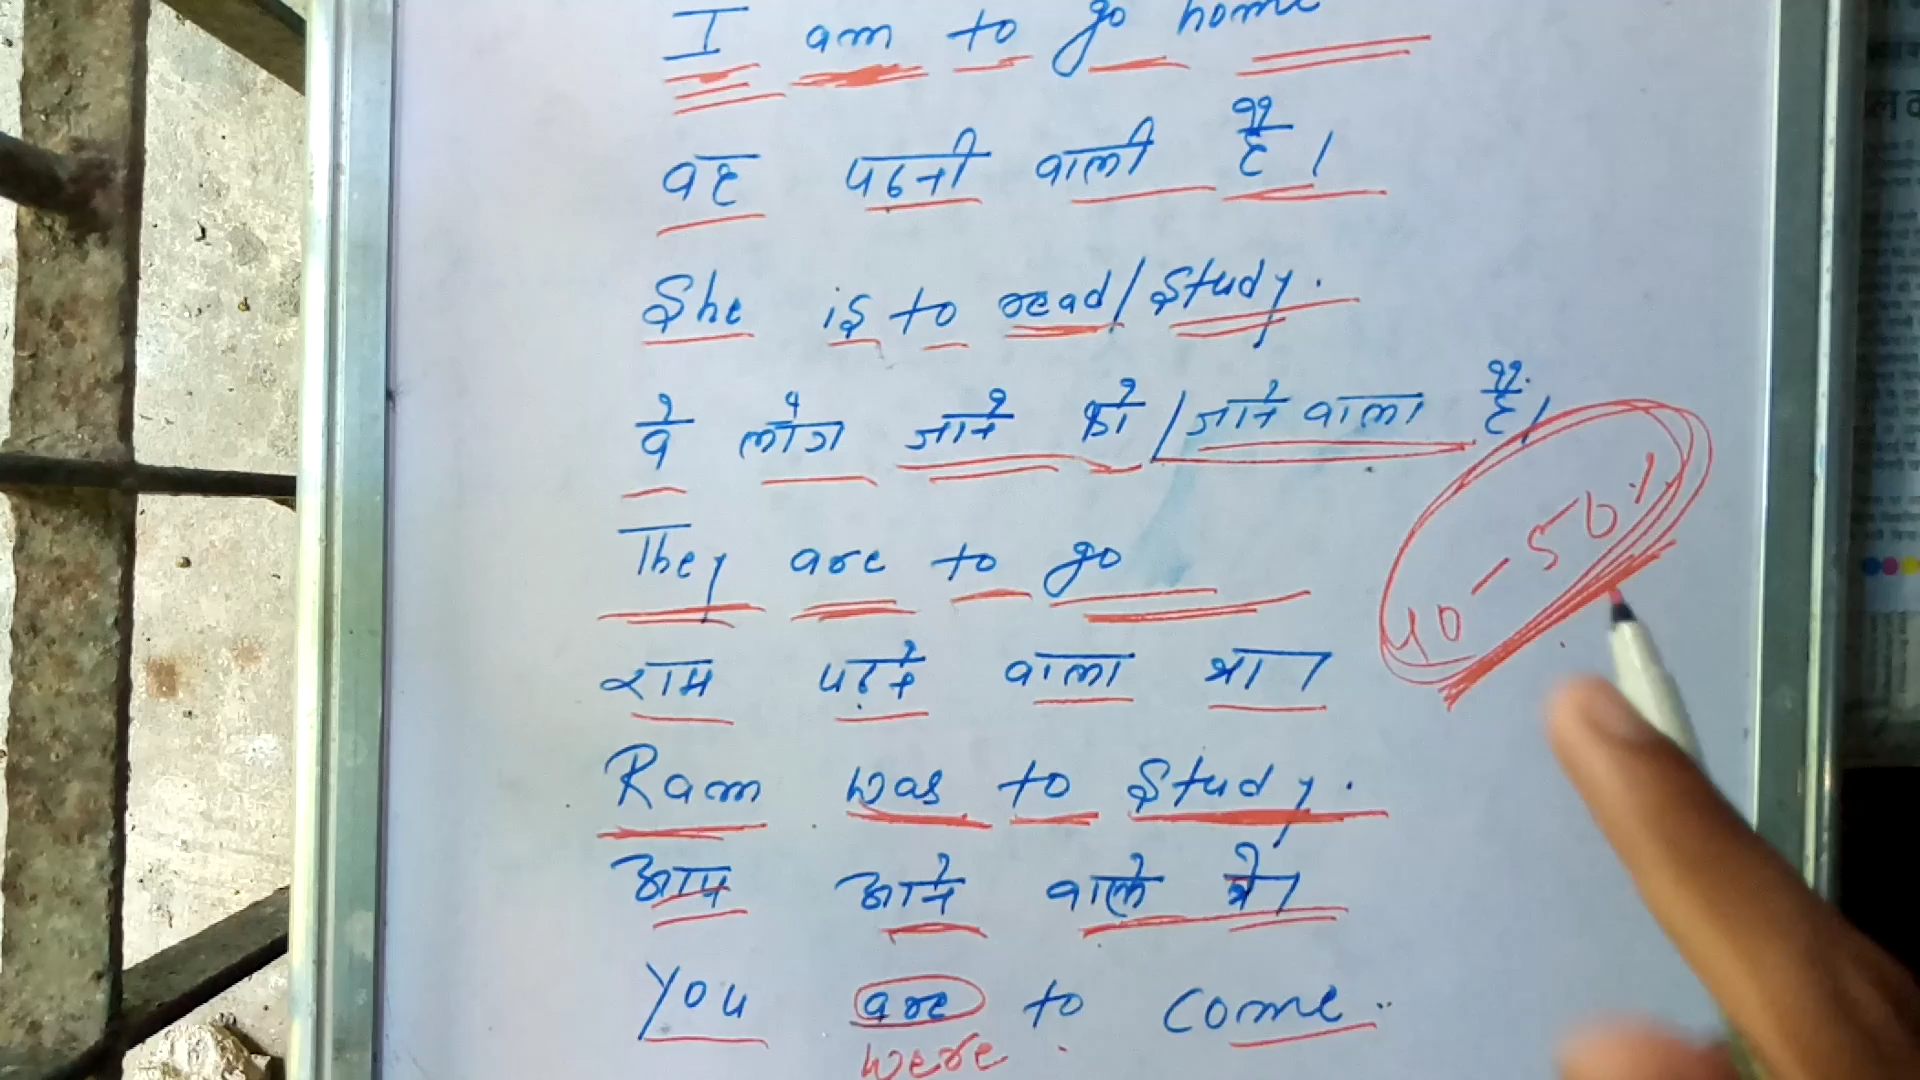 I am to go home
वह पढनी वाली है।
She is to read/study.
वे लोग जाने को/जाने वाला है।
They are to go
40-50%
राम पढ़ने वाला था।
Ram was to study.
आप आने वाले थे।
You are to come.
were